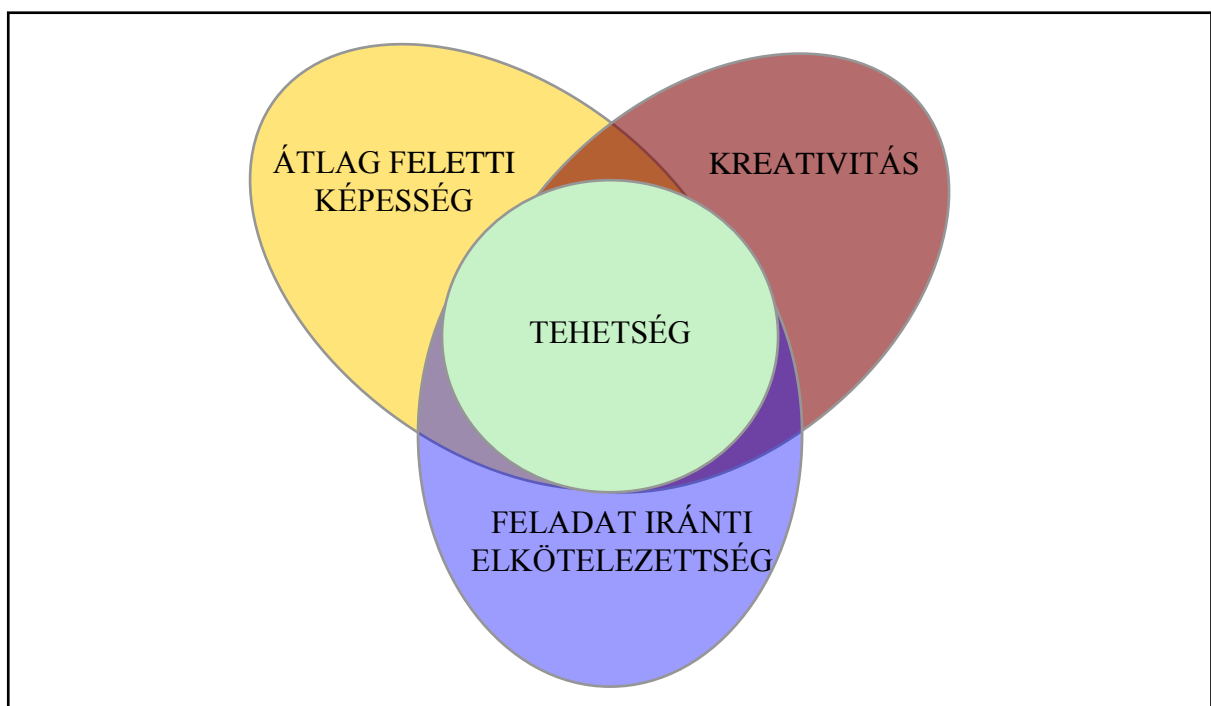 ÁTLAG FELETTI
KÉPESSÉG
KREATIVITÁS
TEHETSÉG
FELADAT IRÁNTI
ELKÖTELEZETTSÉG